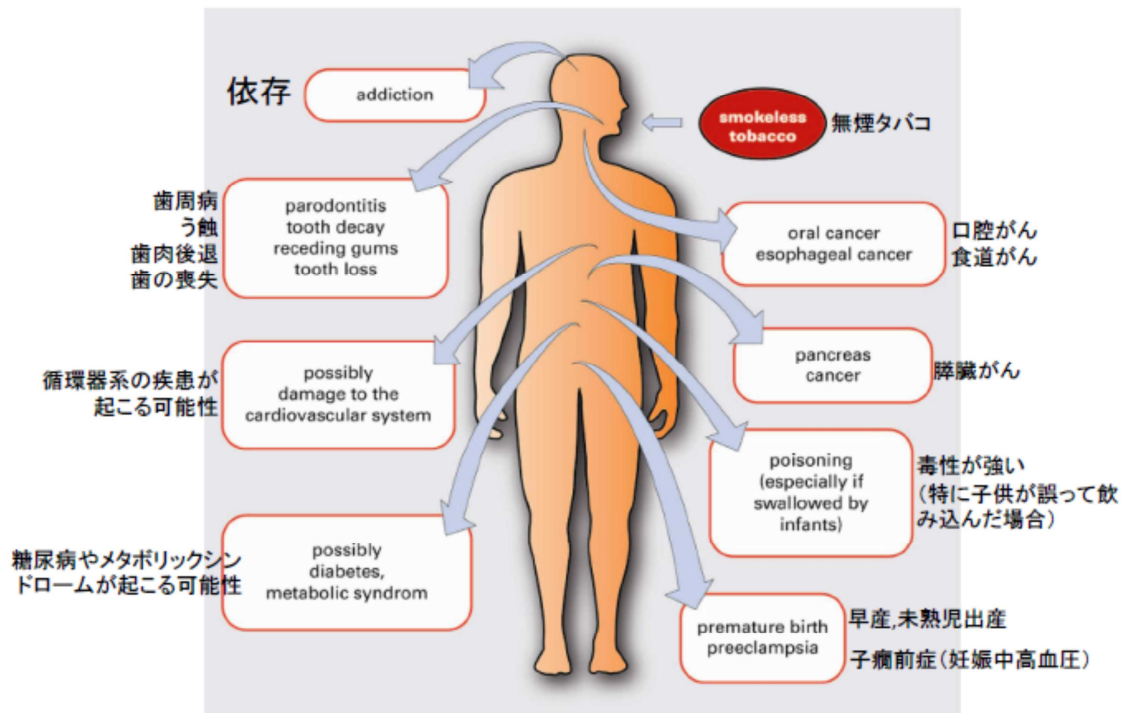 依存
addiction
smokeless
tobacco
無煙タバコ
歯周病
う蝕
歯肉後退
歯の喪失
parodontitis
tooth decay
receding gums
tooth loss
oral cancer
esophageal cancer
口腔がん
食道がん
循環器系の疾患が
起こる可能性
possibly
damage to the
cardiovascular system
pancreas
cancer
膵臓がん
poisoning
(especially if
swallowed by
infants)
毒性が強い
（特に子供が誤って飲
み込んだ場合）
糖尿病やメタボリックシン
ドロームが起こる可能性
possibly
diabetes,
metabolic syndrom
premature birth
preeclampsia
早産,未熟児出産
子癇前症（妊娠中高血圧）